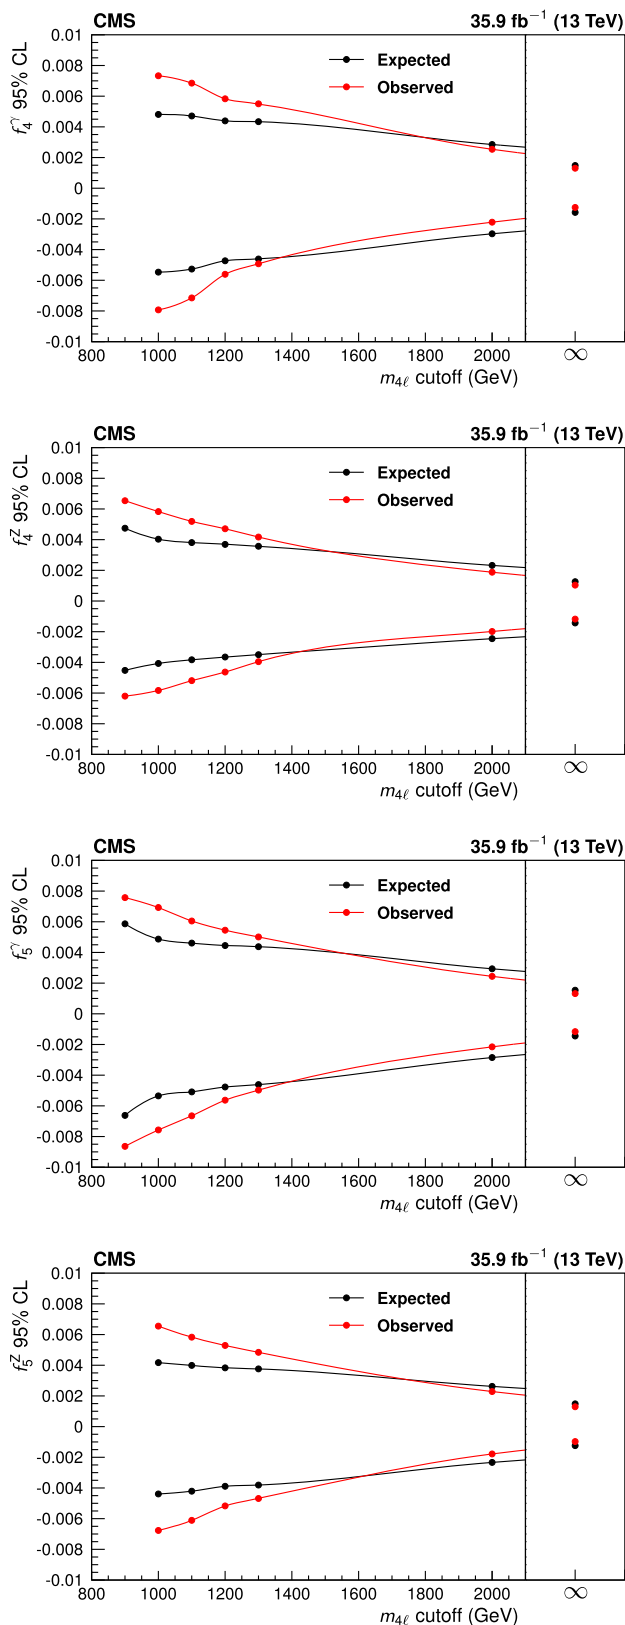 CMS 35.9 fb⁻¹ (13 TeV)
f₄^γ 95% CL
0.01
0.008
0.006
0.004
0.002
0
-0.002
-0.004
-0.006
-0.008
-0.01
Expected
Observed
800 1000 1200 1400 1600 1800 2000 ∞
m₄ℓ cutoff (GeV)
CMS 35.9 fb⁻¹ (13 TeV)
f₄^Z 95% CL
0.01
0.008
0.006
0.004
0.002
0
-0.002
-0.004
-0.006
-0.008
-0.01
Expected
Observed
800 1000 1200 1400 1600 1800 2000 ∞
m₄ℓ cutoff (GeV)
CMS 35.9 fb⁻¹ (13 TeV)
f₅^γ 95% CL
0.01
0.008
0.006
0.004
0.002
0
-0.002
-0.004
-0.006
-0.008
-0.01
Expected
Observed
800 1000 1200 1400 1600 1800 2000 ∞
m₄ℓ cutoff (GeV)
CMS 35.9 fb⁻¹ (13 TeV)
f₅^Z 95% CL
0.01
0.008
0.006
0.004
0.002
0
-0.002
-0.004
-0.006
-0.008
-0.01
Expected
Observed
800 1000 1200 1400 1600 1800 2000 ∞
m₄ℓ cutoff (GeV)